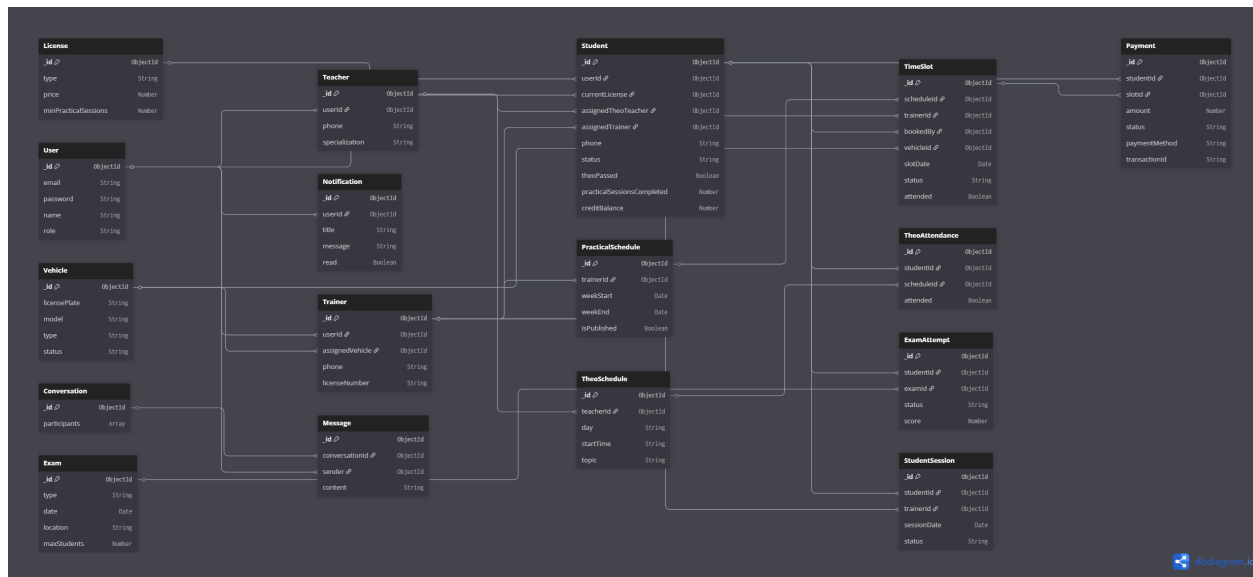 License
_id ObjectId
type String
price Number
minPracticalSessions Number
User
_id ObjectId
email String
password String
name String
role String
Vehicle
_id ObjectId
licensePlate String
model String
type String
status String
Conversation
_id ObjectId
participants Array
Exam
_id ObjectId
type String
date Date
location String
maxStudents Number
Teacher
_id ObjectId
userId ObjectId
phone String
specialization String
Notification
_id ObjectId
userId ObjectId
title String
message String
read Boolean
Trainer
_id ObjectId
userId ObjectId
assignedVehicle ObjectId
phone String
licenseNumber String
Message
_id ObjectId
conversationId ObjectId
sender ObjectId
content String
Student
_id ObjectId
userId ObjectId
currentLicense ObjectId
assignedTheoTeacher ObjectId
assignedTrainer ObjectId
phone String
status String
theoPassed Boolean
practicalSessionsCompleted Number
creditBalance Number
PracticalSchedule
_id ObjectId
trainerId ObjectId
weekStart Date
weekEnd Date
isPublished Boolean
TheoSchedule
_id ObjectId
teacherId ObjectId
day String
startTime String
topic String
TimeSlot
_id ObjectId
scheduleId ObjectId
trainerId ObjectId
bookedBy ObjectId
vehicleId ObjectId
slotDate Date
status String
attended Boolean
TheoAttendance
_id ObjectId
studentId ObjectId
scheduleId ObjectId
attended Boolean
ExamAttempt
_id ObjectId
studentId ObjectId
examId ObjectId
status String
score Number
StudentSession
_id ObjectId
studentId ObjectId
trainerId ObjectId
sessionDate Date
status String
Payment
_id ObjectId
studentId ObjectId
slotId ObjectId
amount Number
status String
paymentMethod String
transactionId String
dbdiagram.io